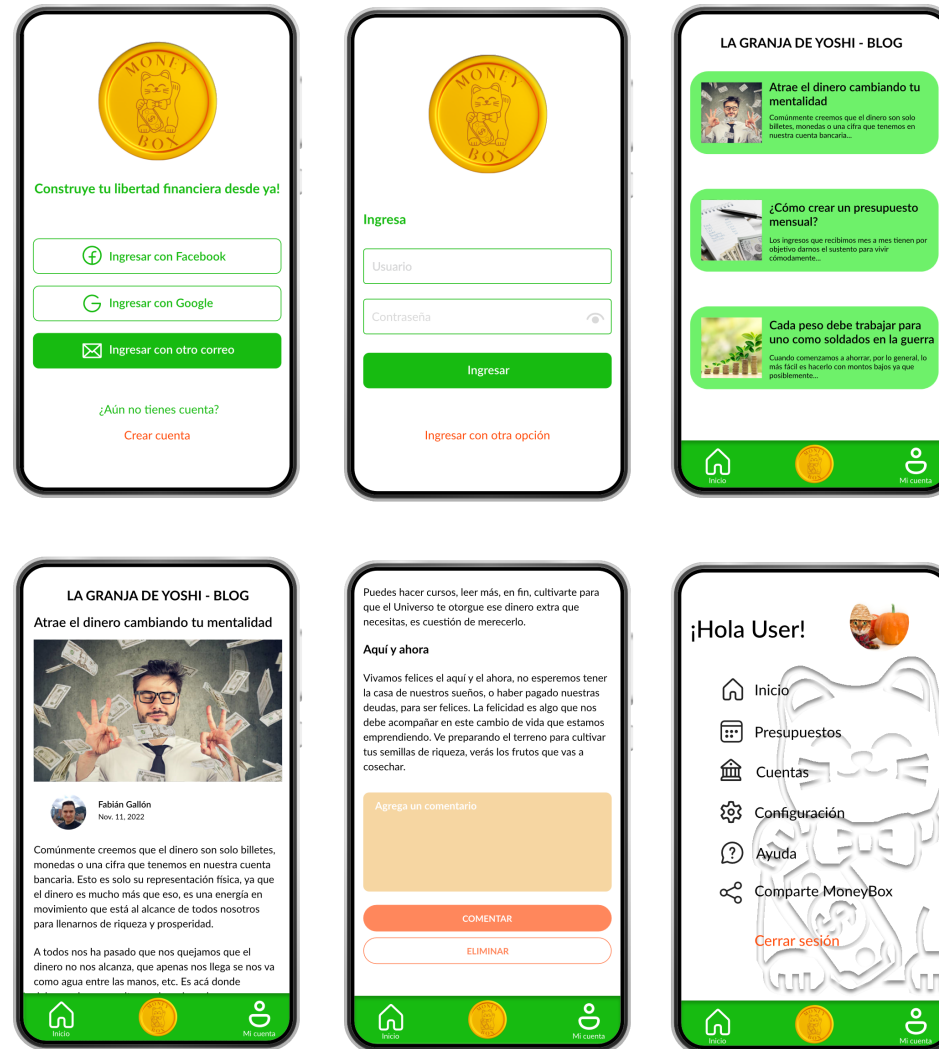 MONEY
BOX
Construye tu libertad financiera desde ya!
Ingresar con Facebook
Ingresar con Google
Ingresar con otro correo
¿Aún no tienes cuenta?
Crear cuenta
MONEY
BOX
Ingresa
Usuario
Contraseña
Ingresar
Ingresar con otra opción
LA GRANJA DE YOSHI - BLOG
Atrae el dinero cambiando tu
mentalidad
Comúnmente creemos que el dinero son solo
billetes, monedas o una cifra que tenemos en
nuestra cuenta bancaria...
¿Cómo crear un presupuesto
mensual?
Los ingresos que recibimos mes a mes tienen por
objetivo darnos el sustento para vivir
cómodamente...
Cada peso debe trabajar para
uno como soldados en la guerra
Cuando comenzamos a ahorrar, por lo general, lo
más fácil es hacerlo con montos bajos ya que
posiblemente...
Inicio
Mi cuenta
LA GRANJA DE YOSHI - BLOG
Atrae el dinero cambiando tu mentalidad
Fabián Gallón
Nov. 11, 2022
Comúnmente creemos que el dinero son solo billetes,
monedas o una cifra que tenemos en nuestra cuenta
bancaria. Esto es solo su representación física, ya que
el dinero es mucho más que eso, es una energía en
movimiento que está al alcance de todos nosotros
para llenarnos de riqueza y prosperidad.
A todos nos ha pasado que nos quejamos que el
dinero no nos alcanza, que apenas nos llega se nos va
como agua entre las manos, etc. Es acá donde
Inicio
Mi cuenta
Puedes hacer cursos, leer más, en fin, cultivarte para
que el Universo te otorgue ese dinero extra que
necesitas, es cuestión de merecerlo.
Aquí y ahora
Vivamos felices el aquí y el ahora, no esperemos tener
la casa de nuestros sueños, o haber pagado nuestras
deudas, para ser felices. La felicidad es algo que nos
debe acompañar en este cambio de vida que estamos
emprendiendo. Ve preparando el terreno para cultivar
tus semillas de riqueza, verás los frutos que vas a
cosechar.
Agrega un comentario
COMENTAR
ELIMINAR
Inicio
Mi cuenta
¡Hola User!
Inicio
Presupuestos
Cuentas
Configuración
Ayuda
Comparte MoneyBox
Cerrar sesión
Inicio
Mi cuenta